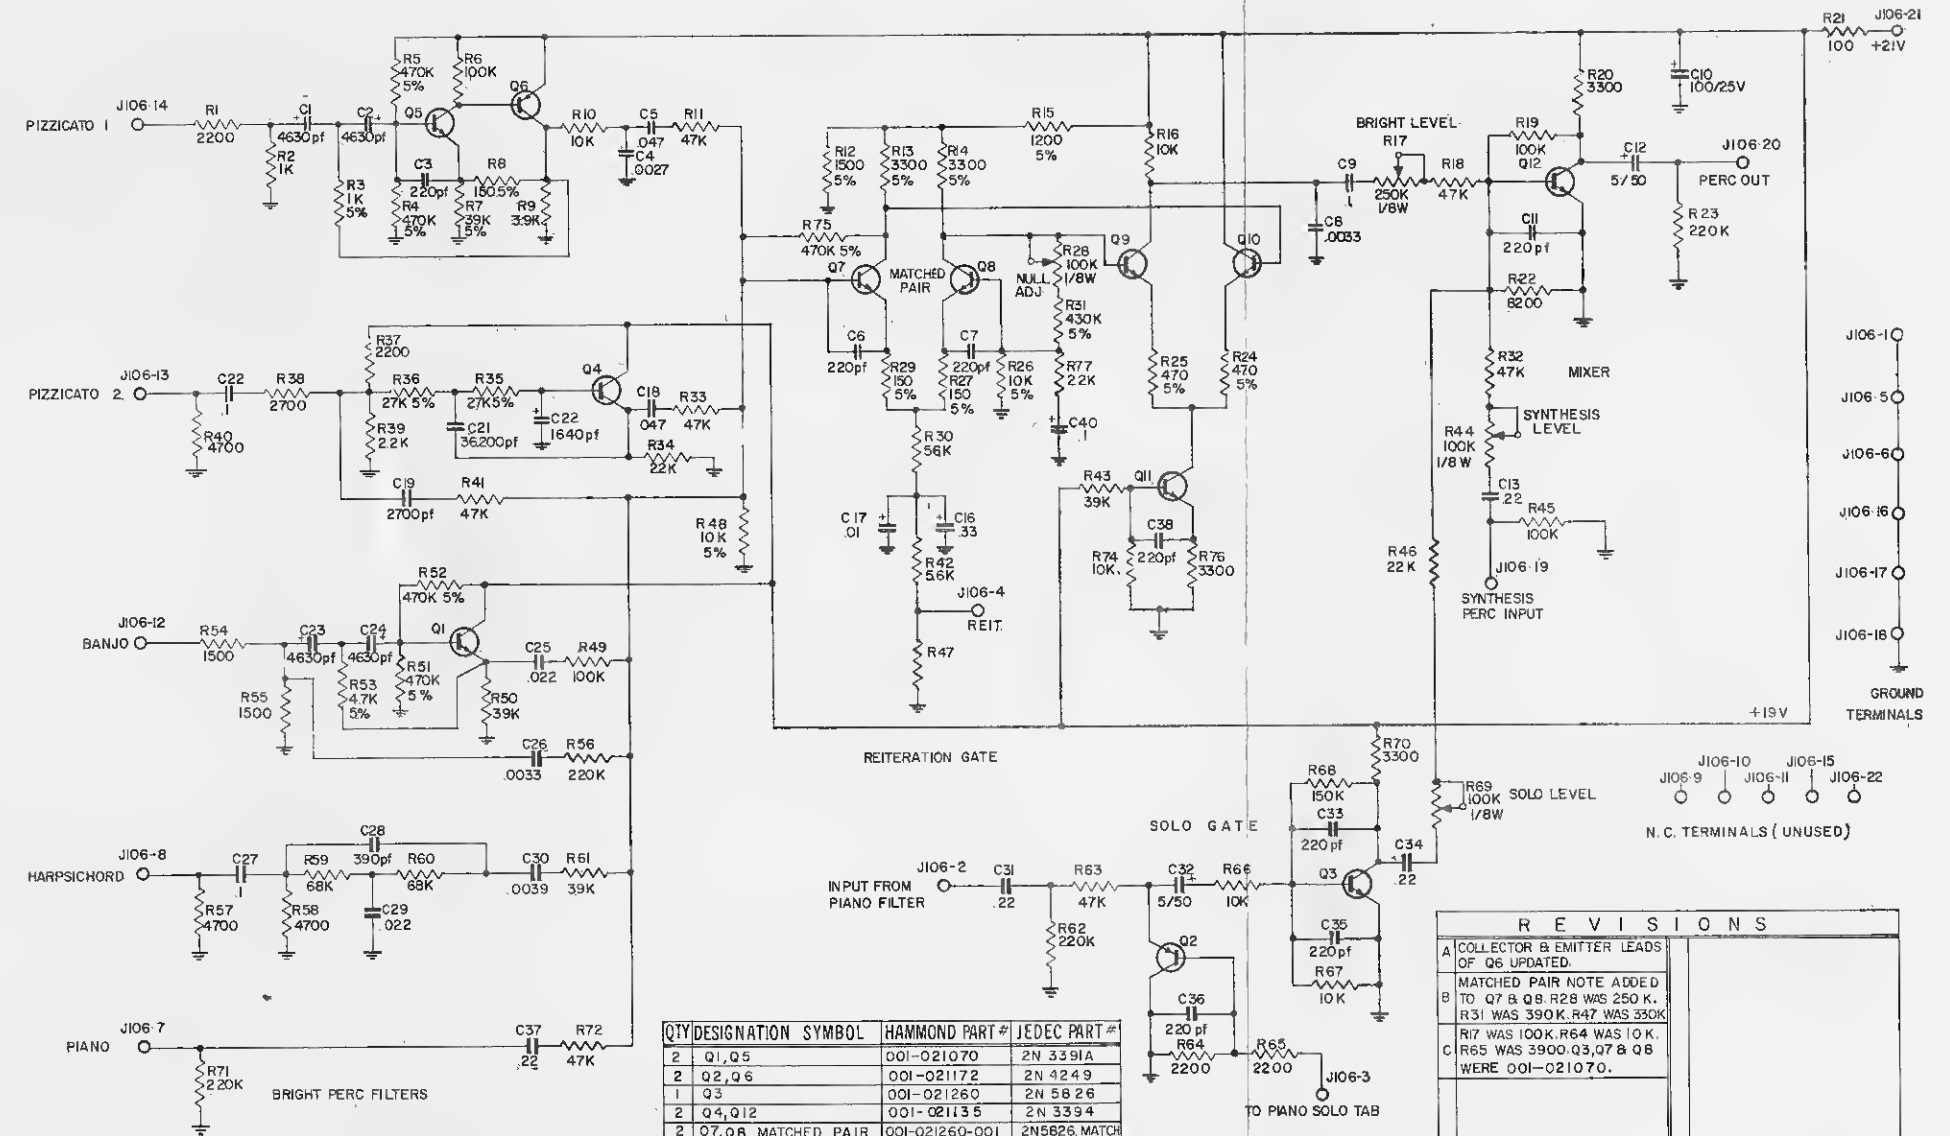 R21
J106-21
100
+21V
R5
470K
5%
R6
100K
Q6
R20
3300
C10
100/25V
J106-14
PIZZICATO 1
R1
2200
C1
4630pf
C2
4630pf
Q5
R2
1K
R10
10K
C5
.047
R11
47K
C4
.0027
R3
1K
5%
C3
220pf
R8
150 5%
R4
470K
5%
R7
39K
5%
R9
3.9K
R12
1500
5%
R13
3300
5%
R14
3300
5%
R15
1200
5%
R16
10K
BRIGHT LEVEL
R17
250K
1/8W
C9
.1
R18
47K
R19
100K
Q12
C12
5/50
J106-20
PERC OUT
R23
220K
C8
.0033
C11
220pf
R22
8200
R75
470K 5%
Q7
MATCHED
PAIR
Q8
NULL
ADJ.
R28
100K
1/8W
Q9
Q10
R31
430K
5%
C6
220pf
C7
220pf
R29
150
5%
R27
150
5%
R26
10K
5%
R77
2.2K
C40
.1
R25
470
5%
R24
470
5%
R32
47K
MIXER
SYNTHESIS
LEVEL
R44
100K
1/8W
C13
.22
R45
100K
J106-19
SYNTHESIS
PERC INPUT
R46
22K
J106-1
J106-5
J106-6
J106-16
J106-17
J106-18
GROUND
TERMINALS
R37
2200
J106-13
PIZZICATO 2
C22
.1
R38
2700
R36
27K 5%
R35
27K 5%
Q4
C18
.047
R33
47K
R40
4700
R39
2.2K
C21
36,200pf
C22
1640pf
R34
22K
C19
2700pf
R41
47K
R48
10K
5%
R30
56K
C17
.01
C16
.33
R42
5.6K
J106-4
REIT.
R47
R43
39K
Q11
C38
220pf
R74
10K
R76
3300
R52
470K 5%
J106-12
BANJO
R54
1500
C23
4630pf
C24
4630pf
Q1
C25
.022
R49
100K
R55
1500
R53
4.7K
5%
R51
470K
5%
R50
39K
C26
.0033
R56
220K
REITERATION GATE
+19V
R70
3300
J106-10
J106-15
J106-9
J106-11
J106-22
N.C. TERMINALS (UNUSED)
R68
150K
R69
100K
1/8W
SOLO LEVEL
SOLO GATE
C33
220pf
C34
.22
Q3
C28
390pf
J106-8
HARPSICHORD
C27
.1
R59
68K
R60
68K
C30
.0039
R61
39K
R57
4700
R58
4700
C29
.022
J106-2
INPUT FROM
PIANO FILTER
C31
.22
R63
47K
C32
5/50
R66
10K
R62
220K
Q2
C35
220pf
R67
10K
C36
220pf
R64
2200
R65
2200
J106-3
TO PIANO SOLO TAB
J106-7
PIANO
R71
220K
C37
.22
R72
47K
BRIGHT PERC FILTERS
QTY DESIGNATION SYMBOL HAMMOND PART # JEDEC PART #
2 Q1,Q5 001-021070 2N 3391A
2 Q2,Q6 001-021172 2N 4249
1 Q3 001-021260 2N 5826
2 Q4,Q12 001-021135 2N 3394
2 Q7,Q8 MATCHED PAIR 001-021260-001 2N5826, MATCH
REVISIONS
A COLLECTOR & EMITTER LEADS
OF Q6 UPDATED.
B MATCHED PAIR NOTE ADDED
TO Q7 & Q8. R28 WAS 250 K.
R31 WAS 390K. R47 WAS 330K
C R17 WAS 100K. R64 WAS 10K.
R65 WAS 3900. Q3,Q7 & Q8
WERE 001-021070.